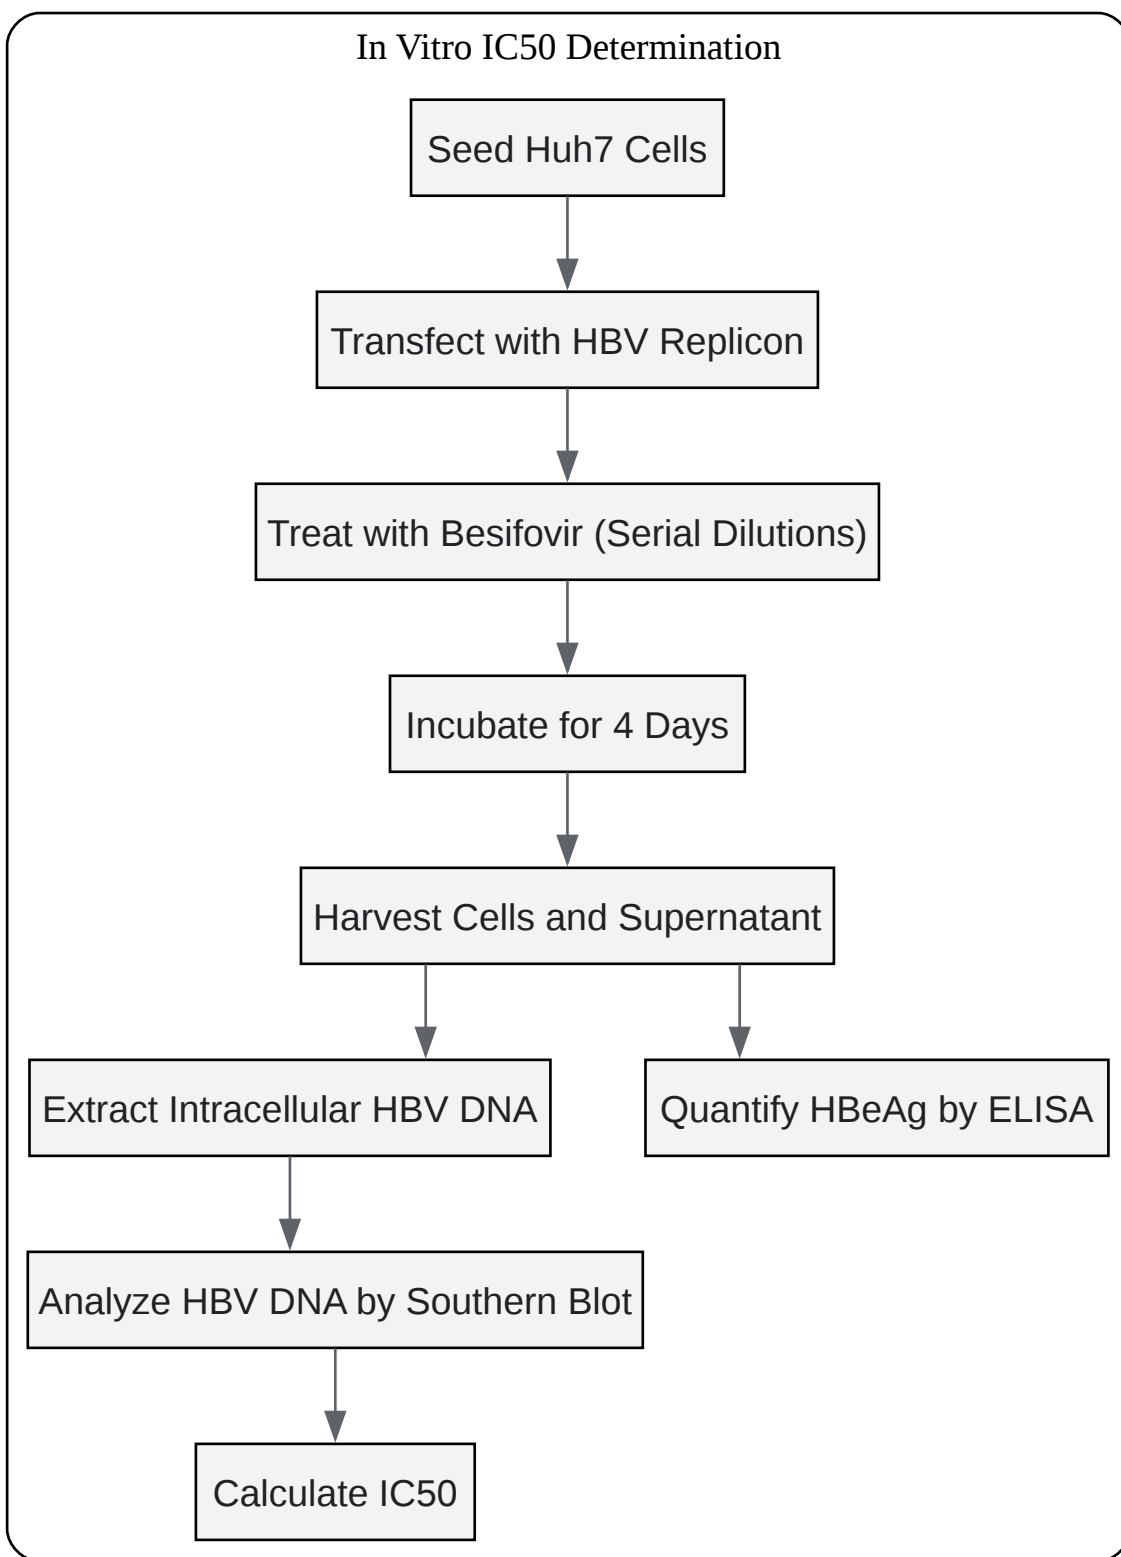 In Vitro IC50 Determination
Seed Huh7 Cells
Transfect with HBV Replicon
Treat with Besifovir (Serial Dilutions)
Incubate for 4 Days
Harvest Cells and Supernatant
Extract Intracellular HBV DNA
Quantify HBeAg by ELISA
Analyze HBV DNA by Southern Blot
Calculate IC50